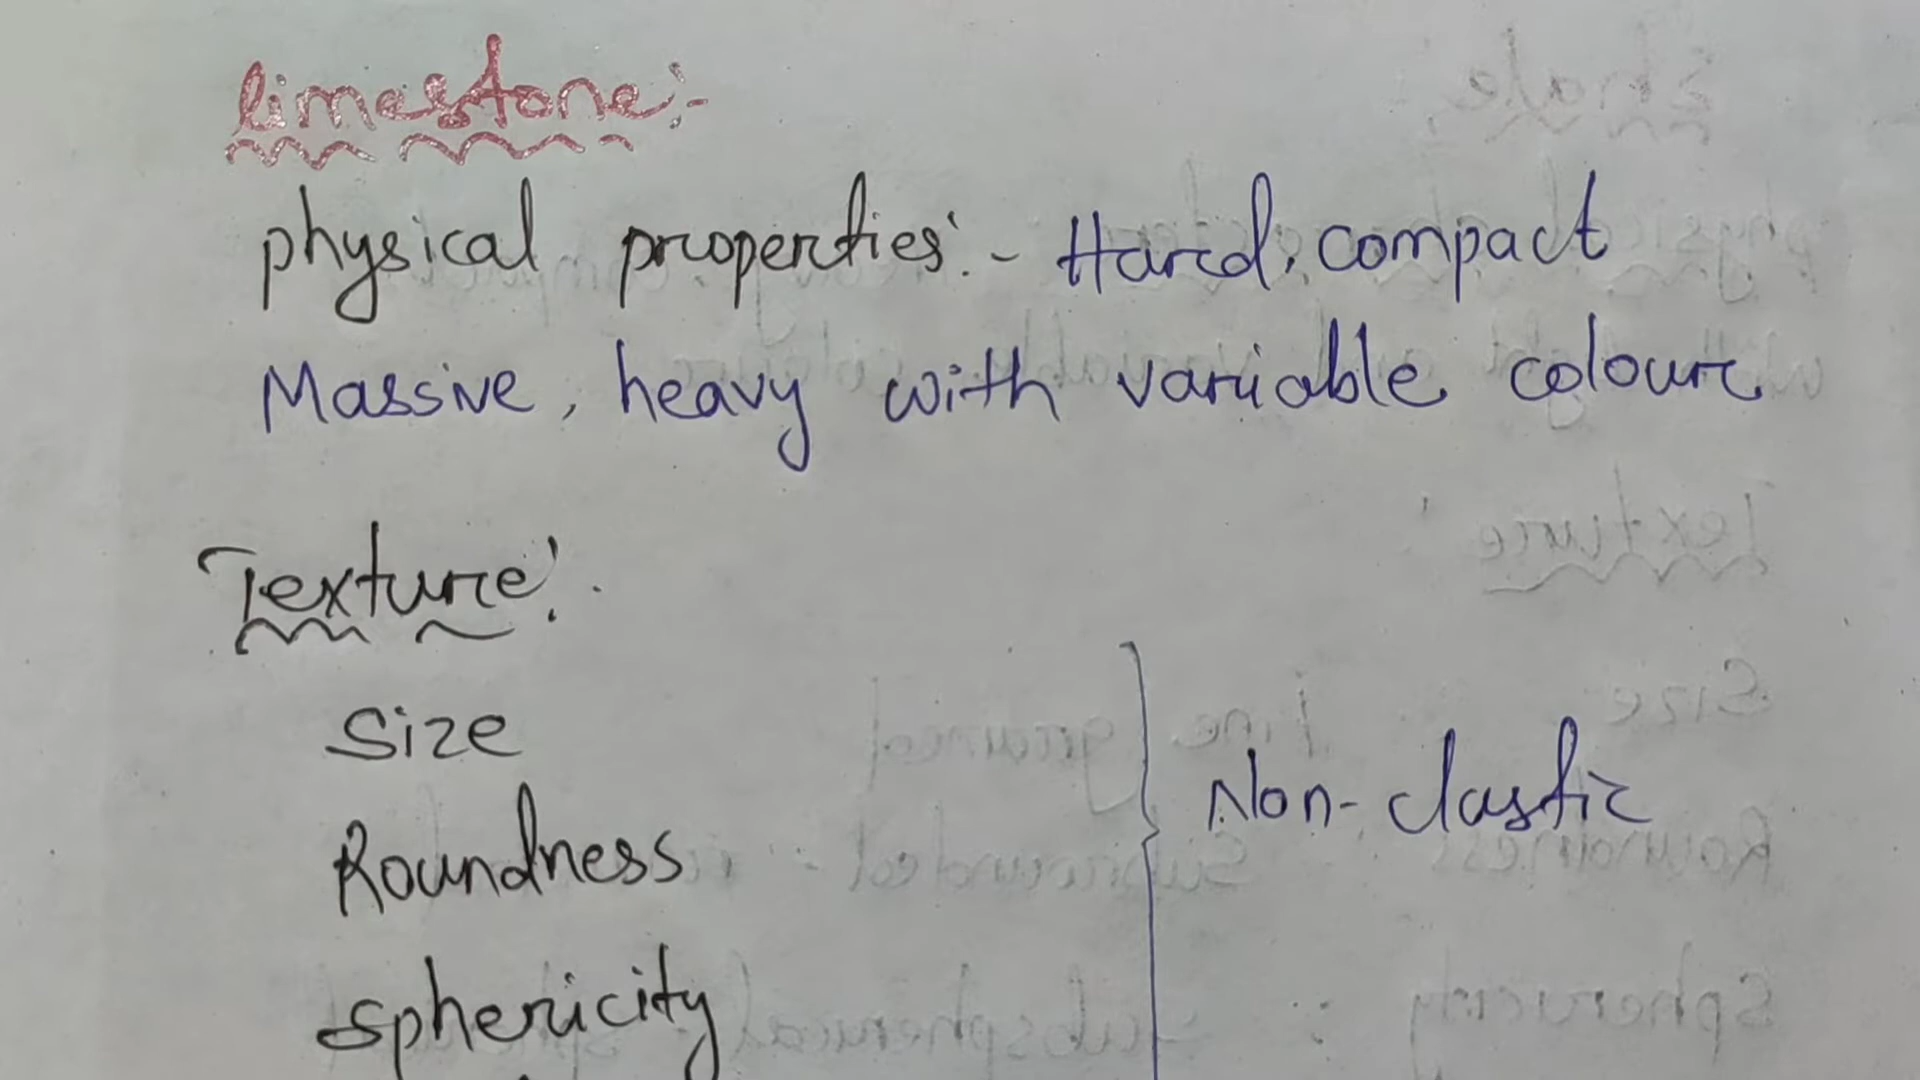 limestone:-
physical properties:- Hard, compact
Massive, heavy with variable colour
Texture:
Size
Roundness
Sphericity
Non-clastic